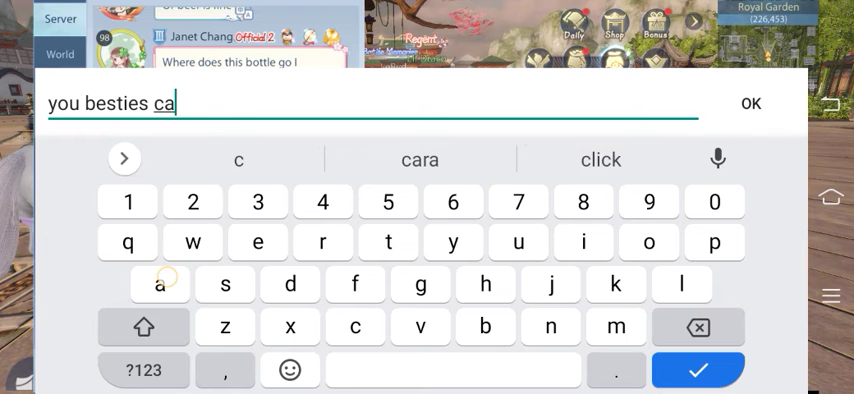 Server
World
98
Janet Chang Official 2
Where does this bottle go I
Regent
Daily
Shop
Bonus
Royal Garden
(226,453)
you besties ca
OK
c
cara
click
1 2 3 4 5 6 7 8 9 0
q w e r t y u i o p
a s d f g h j k l
z x c v b n m
?123 , .